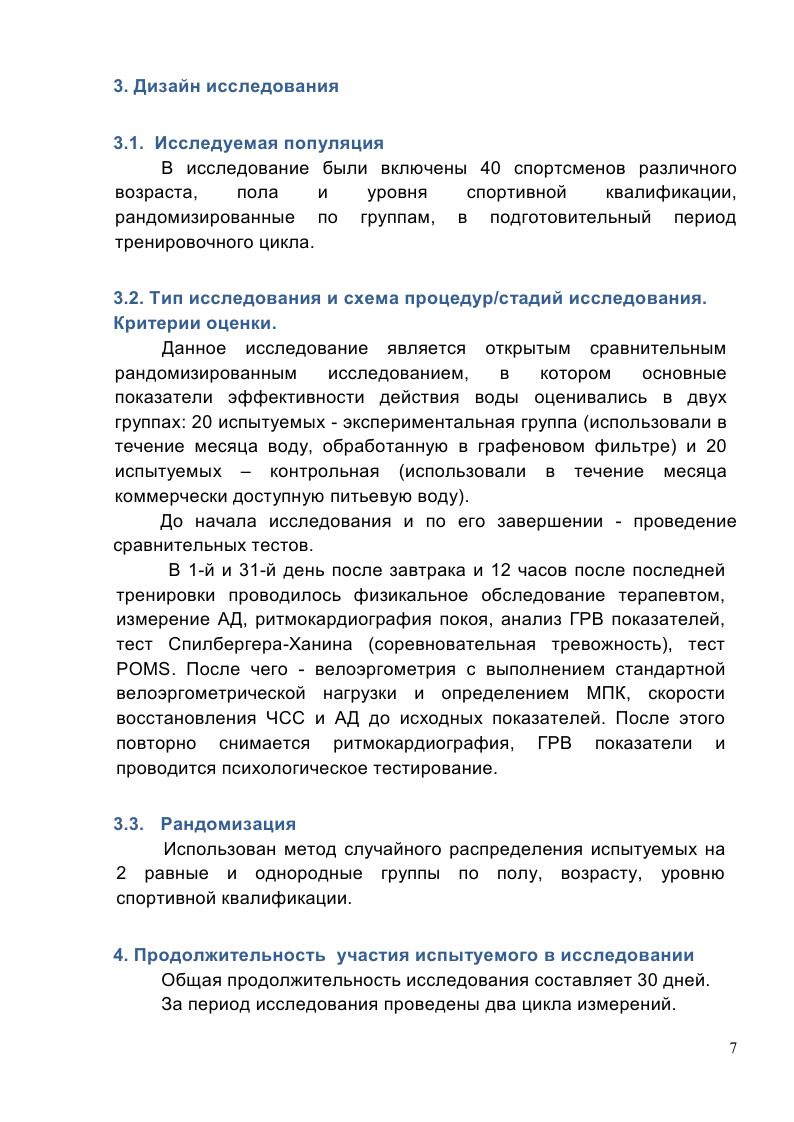 3. Дизайн исследования
3.1. Исследуемая популяция
В исследование были включены 40 спортсменов различного
возраста, пола и уровня спортивной квалификации,
рандомизированные по группам, в подготовительный период
тренировочного цикла.
3.2. Тип исследования и схема процедур/стадий исследования.
Критерии оценки.
Данное исследование является открытым сравнительным
рандомизированным исследованием, в котором основные
показатели эффективности действия воды оценивались в двух
группах: 20 испытуемых - экспериментальная группа (использовали в
течение месяца воду, обработанную в графеновом фильтре) и 20
испытуемых – контрольная (использовали в течение месяца
коммерчески доступную питьевую воду).
До начала исследования и по его завершении - проведение
сравнительных тестов.
В 1-й и 31-й день после завтрака и 12 часов после последней
тренировки проводилось физикальное обследование терапевтом,
измерение АД, ритмокардиография покоя, анализ ГРВ показателей,
тест Спилбергера-Ханина (соревновательная тревожность), тест
POMS. После чего - велоэргометрия с выполнением стандартной
велоэргометрической нагрузки и определением МПК, скорости
восстановления ЧСС и АД до исходных показателей. После этого
повторно снимается ритмокардиография, ГРВ показатели и
проводится психологическое тестирование.
3.3. Рандомизация
Использован метод случайного распределения испытуемых на
2 равные и однородные группы по полу, возрасту, уровню
спортивной квалификации.
4. Продолжительность участия испытуемого в исследовании
Общая продолжительность исследования составляет 30 дней.
За период исследования проведены два цикла измерений.
7